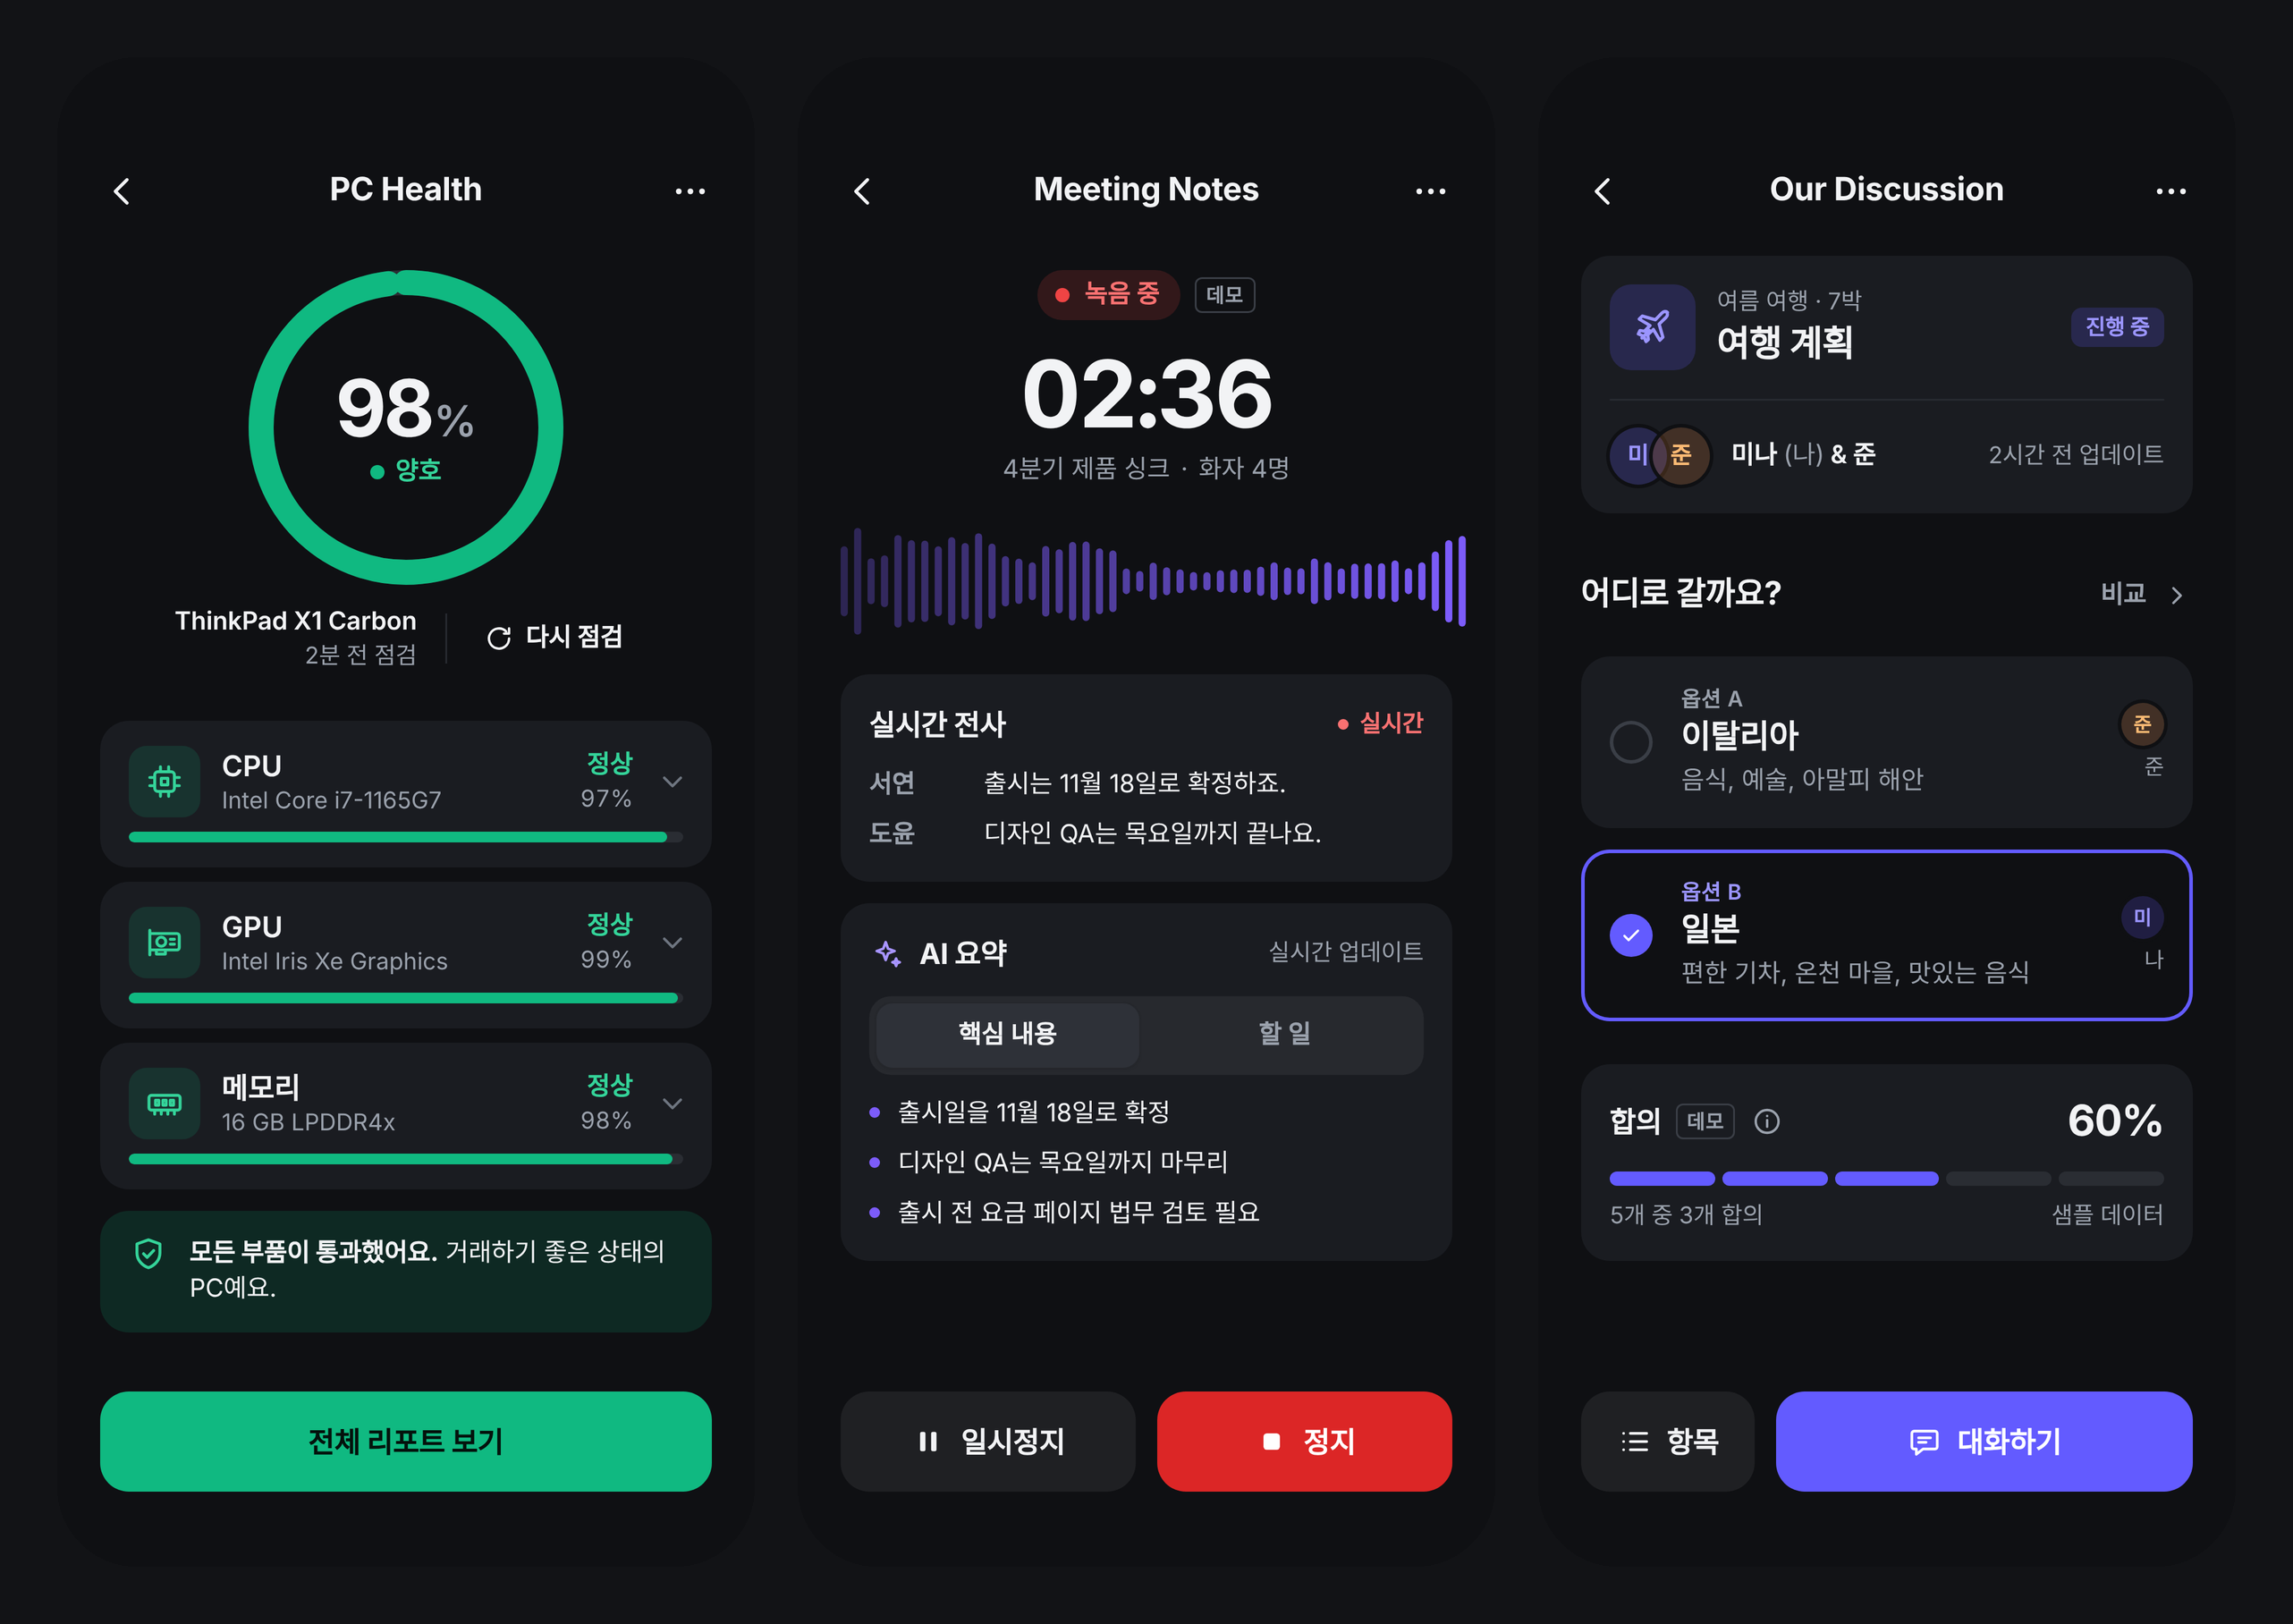 PC Health
98%
양호
ThinkPad X1 Carbon
2분 전 점검
다시 점검
CPU
Intel Core i7-1165G7
정상
97%
GPU
Intel Iris Xe Graphics
정상
99%
메모리
16 GB LPDDR4x
정상
98%
모든 부품이 통과했어요. 거래하기 좋은 상태의
PC예요.
전체 리포트 보기
Meeting Notes
녹음 중
데모
02:36
4분기 제품 싱크 · 화자 4명
실시간 전사
실시간
서연 출시는 11월 18일로 확정하죠.
도윤 디자인 QA는 목요일까지 끝나요.
AI 요약
실시간 업데이트
핵심 내용
할 일
출시일을 11월 18일로 확정
디자인 QA는 목요일까지 마무리
출시 전 요금 페이지 법무 검토 필요
일시정지
정지
Our Discussion
여름 여행 · 7박
여행 계획
진행 중
미 준
미나 (나) & 준
2시간 전 업데이트
어디로 갈까요?
비교
옵션 A
이탈리아
음식, 예술, 아말피 해안
준
준
옵션 B
일본
편한 기차, 온천 마을, 맛있는 음식
미
나
합의
데모
60%
5개 중 3개 합의
샘플 데이터
항목
대화하기